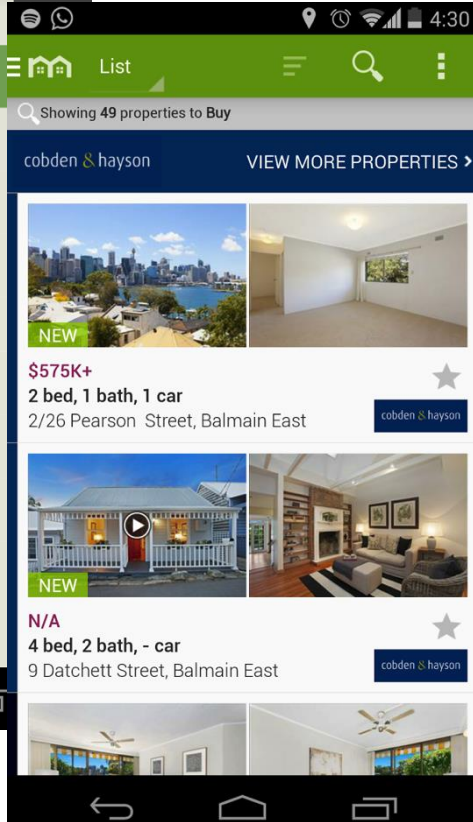 4:30
List
Showing 49 properties to Buy
cobden & hayson
VIEW MORE PROPERTIES >
NEW
$575K+
2 bed, 1 bath, 1 car
2/26 Pearson Street, Balmain East
cobden & hayson
NEW
N/A
4 bed, 2 bath, - car
9 Datchett Street, Balmain East
cobden & hayson